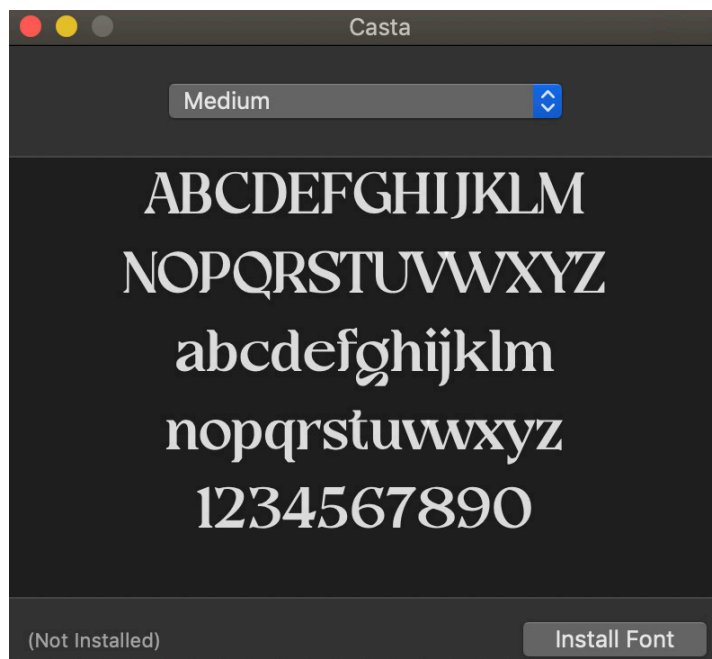 Casta
Medium
ABCDEFGHIJKLM
NOPQRSTUVWXYZ
abcdefghijklm
nopqrstuvwxyz
1234567890
(Not Installed)
Install Font